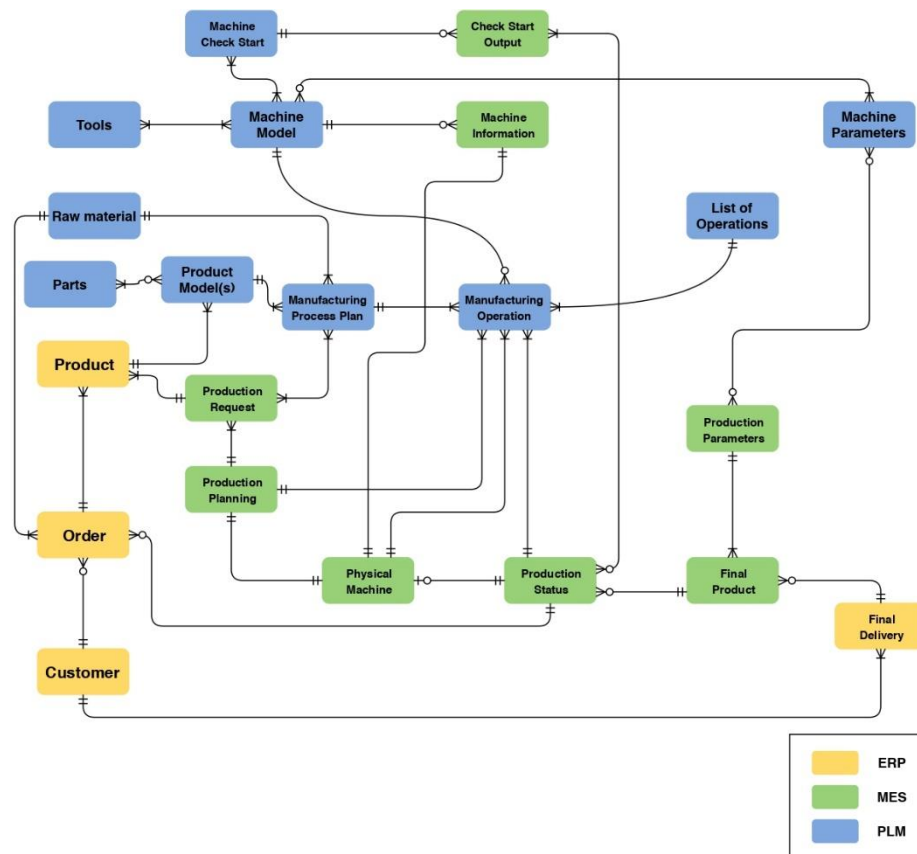 Machine
Check Start
Check Start
Output
Tools
Machine
Model
Machine
Information
Machine
Parameters
Raw material
List of
Operations
Parts
Product
Model(s)
Manufacturing
Process Plan
Manufacturing
Operation
Product
Production
Request
Production
Parameters
Production
Planning
Order
Physical
Machine
Production
Status
Final
Product
Final
Delivery
Customer
ERP
MES
PLM